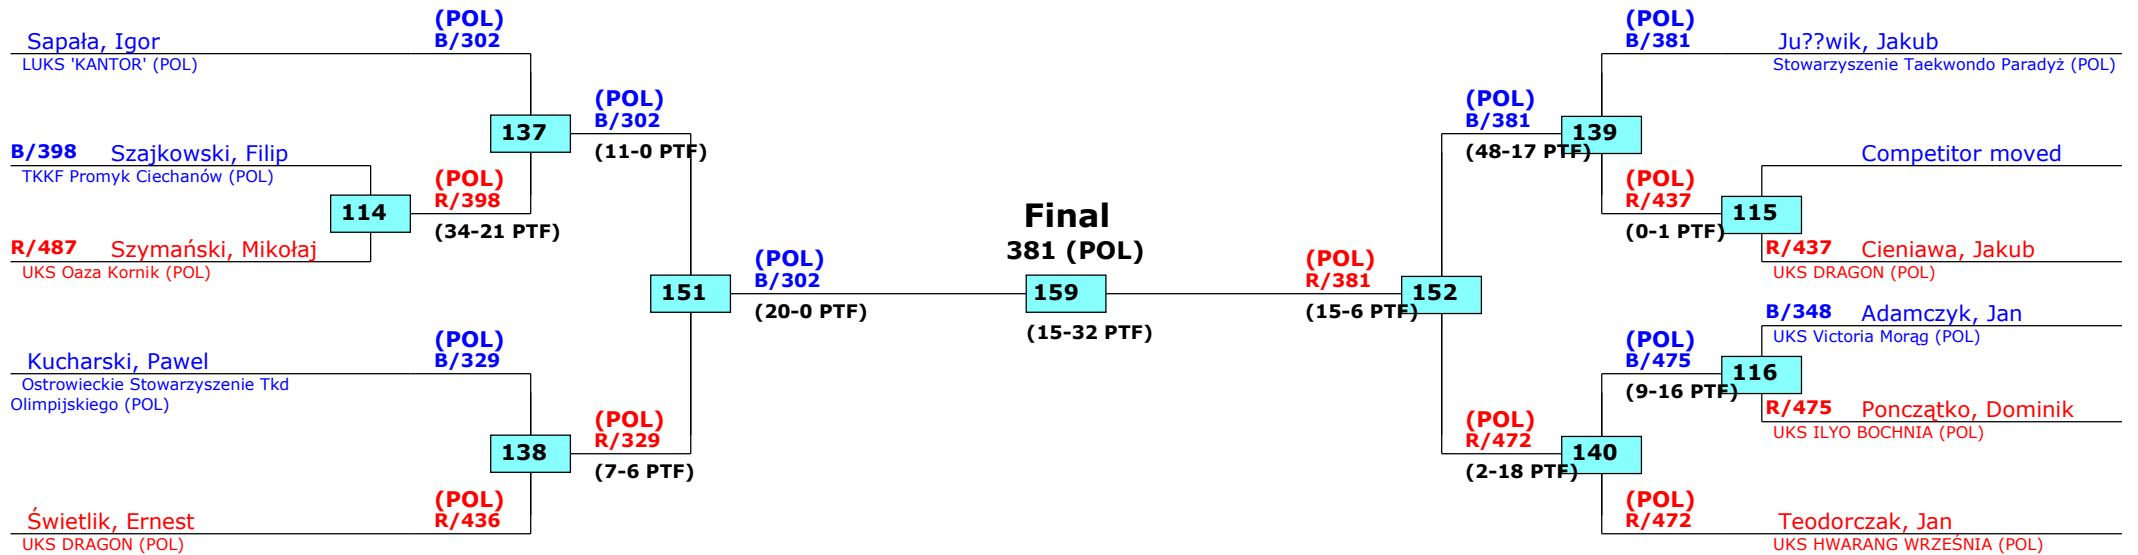 (POL)
B/302
Sapała, Igor
LUKS 'KANTOR' (POL)
(POL)
B/302
137
(11-0 PTF)
B/398 Szajkowski, Filip
TKKF Promyk Ciechanów (POL)
(POL)
R/398
114
(34-21 PTF)
R/487 Szymański, Mikołaj
UKS Oaza Kornik (POL)
(POL)
B/302
151
(20-0 PTF)
(POL)
B/329
Kucharski, Pawel
Ostrowieckie Stowarzyszenie Tkd
Olimpijskiego (POL)
(POL)
R/329
138
(7-6 PTF)
(POL)
R/436
Świetlik, Ernest
UKS DRAGON (POL)
Final
381 (POL)
159
(15-32 PTF)
(POL)
B/381
Ju??wik, Jakub
Stowarzyszenie Taekwondo Paradyż (POL)
(POL)
B/381
139
(48-17 PTF)
Competitor moved
(POL)
R/437
115
(0-1 PTF)
R/437 Cieniawa, Jakub
UKS DRAGON (POL)
(POL)
R/381
152
(15-6 PTF)
B/348 Adamczyk, Jan
UKS Victoria Morąg (POL)
(POL)
B/475
116
(9-16 PTF)
R/475 Ponczątko, Dominik
UKS ILYO BOCHNIA (POL)
(POL)
R/472
140
(2-18 PTF)
(POL)
R/472
Teodorczak, Jan
UKS HWARANG WRZEŚNIA (POL)